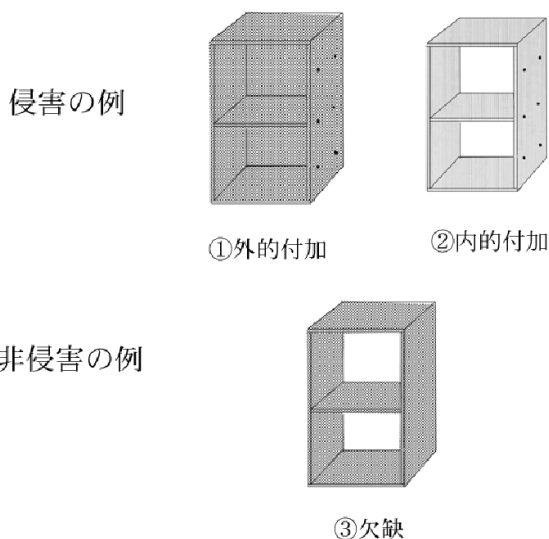 侵害の例
①外的付加
②内的付加
非侵害の例
③欠缺